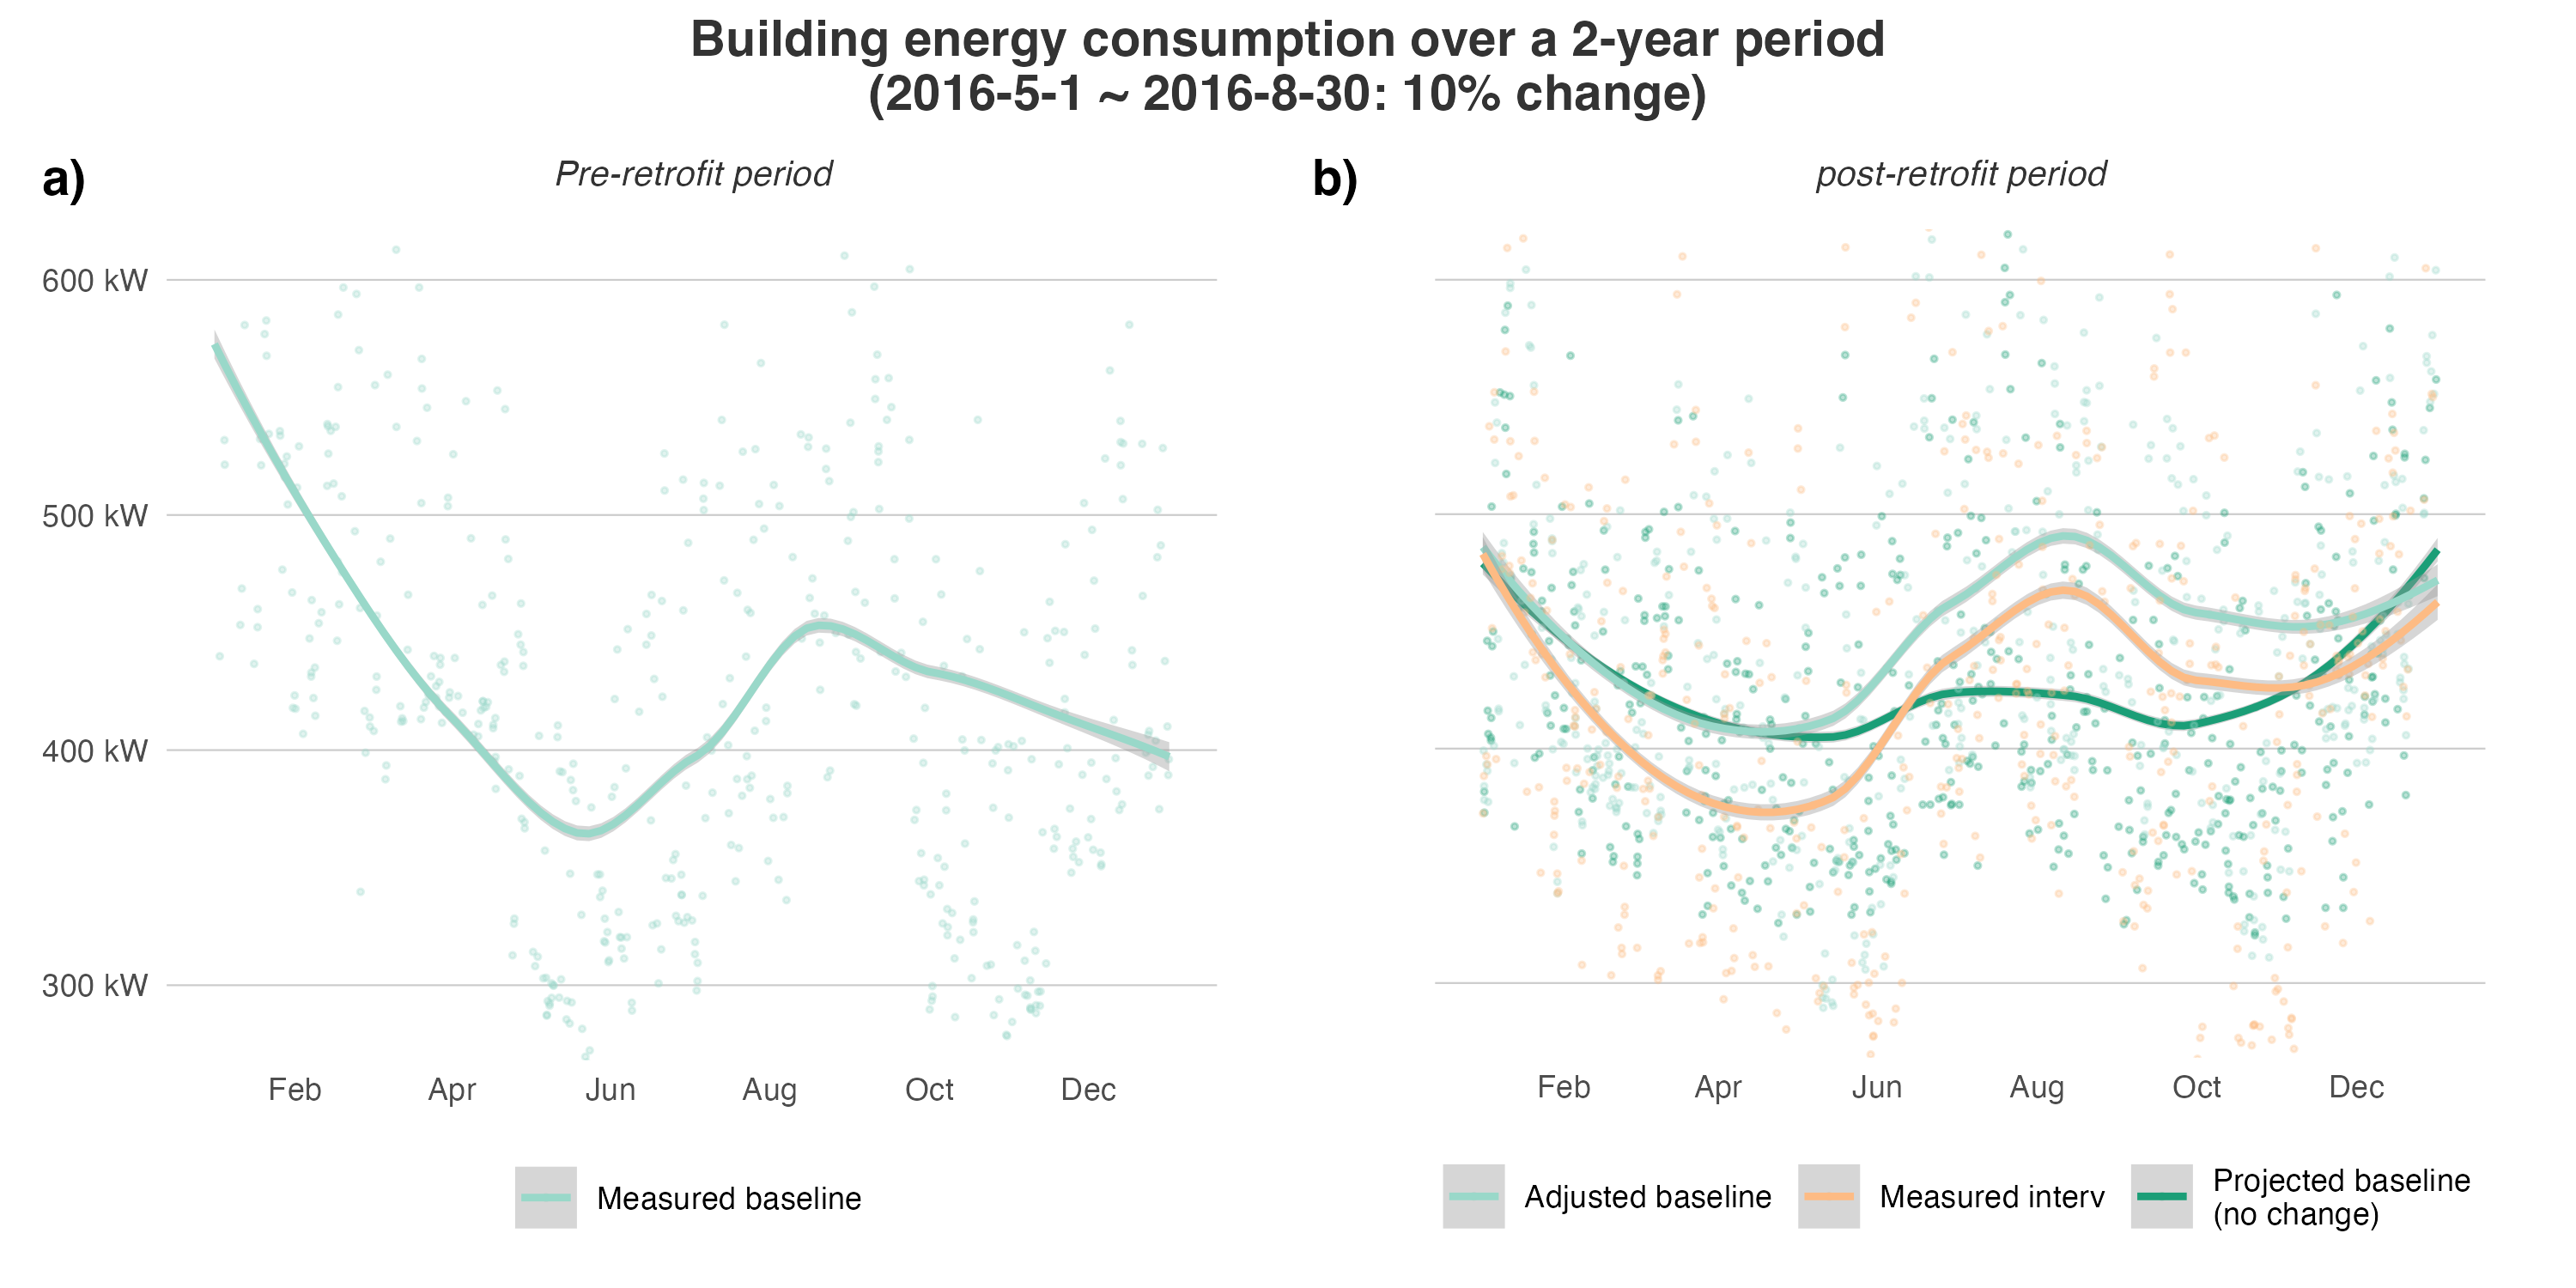 Building energy consumption over a 2-year period
(2016-5-1 ~ 2016-8-30: 10% change)
a)
Pre-retrofit period
b)
post-retrofit period
600 kW
500 kW
400 kW
300 kW
Feb Apr Jun Aug Oct Dec
Feb Apr Jun Aug Oct Dec
Measured baseline
Adjusted baseline
Measured interv
Projected baseline
(no change)